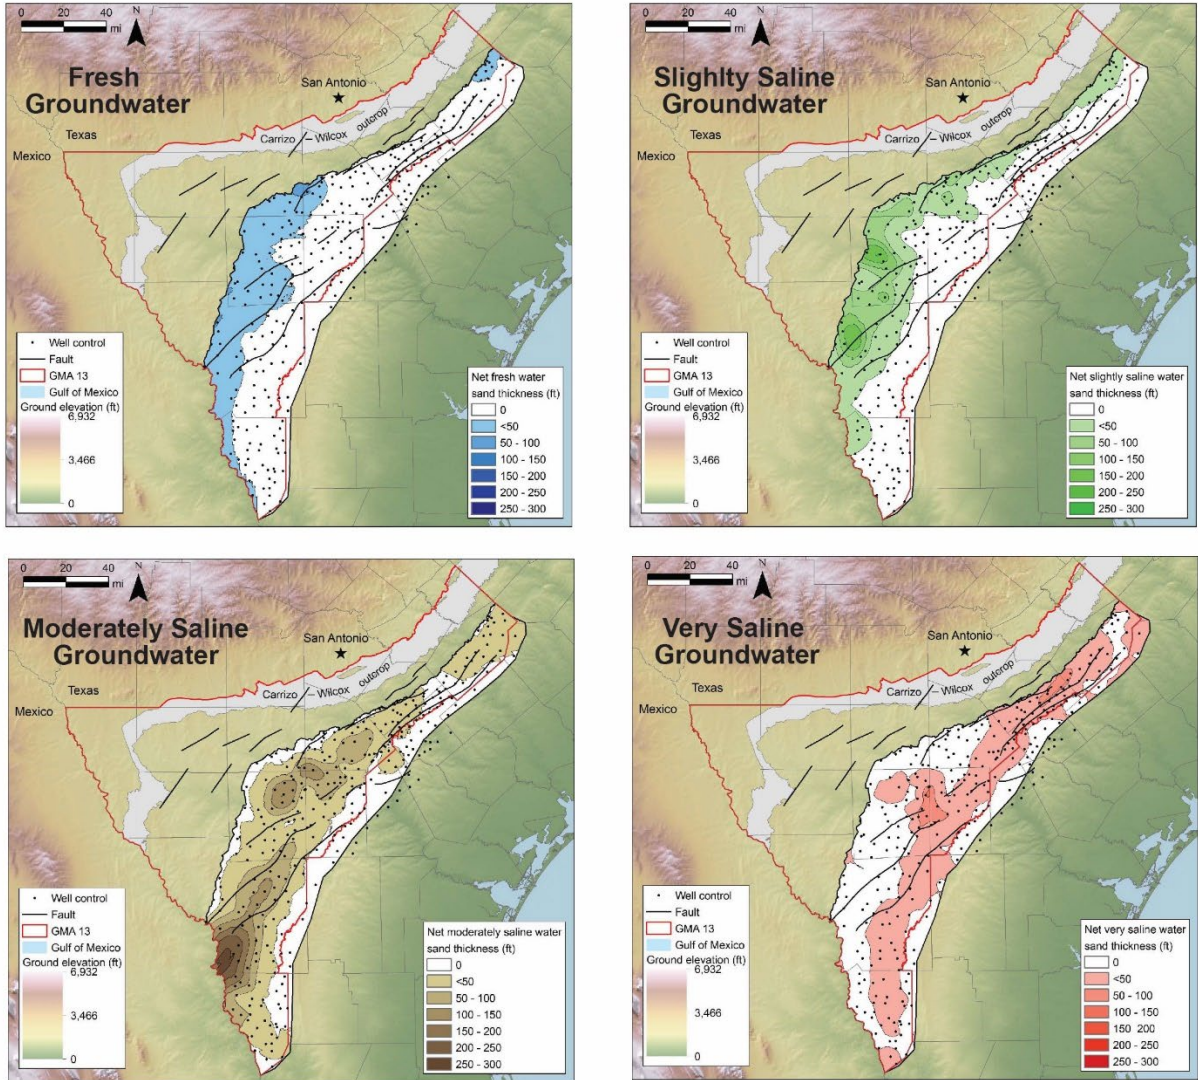 0 20 40
mi
N
Fresh
Groundwater
San Antonio
Texas
Mexico
Carrizo – Wilcox outcrop
Well control
Fault
GMA 13
Gulf of Mexico
Ground elevation (ft)
6,932
3,466
0
Net fresh water
sand thickness (ft)
0
<50
50 - 100
100 - 150
150 - 200
200 - 250
250 - 300
0 20 40
mi
N
Slighlty Saline
Groundwater
San Antonio
Texas
Mexico
Carrizo – Wilcox outcrop
Well control
Fault
GMA 13
Gulf of Mexico
Ground elevation (ft)
6,932
3,466
0
Net slightly saline water
sand thickness (ft)
0
<50
50 - 100
100 - 150
150 - 200
200 - 250
250 - 300
0 20 40
mi
N
Moderately Saline
Groundwater
San Antonio
Texas
Mexico
Carrizo – Wilcox outcrop
Well control
Fault
GMA 13
Gulf of Mexico
Ground elevation (ft)
6,932
3,466
0
Net moderately saline water
sand thickness (ft)
0
<50
50 - 100
100 - 150
150 - 200
200 - 250
250 - 300
0 20 40
mi
N
Very Saline
Groundwater
San Antonio
Texas
Mexico
Carrizo – Wilcox outcrop
Well control
Fault
GMA 13
Gulf of Mexico
Ground elevation (ft)
6,932
3,466
0
Net very saline water
sand thickness (ft)
0
<50
50 - 100
100 - 150
150 200
200 - 250
250 - 300